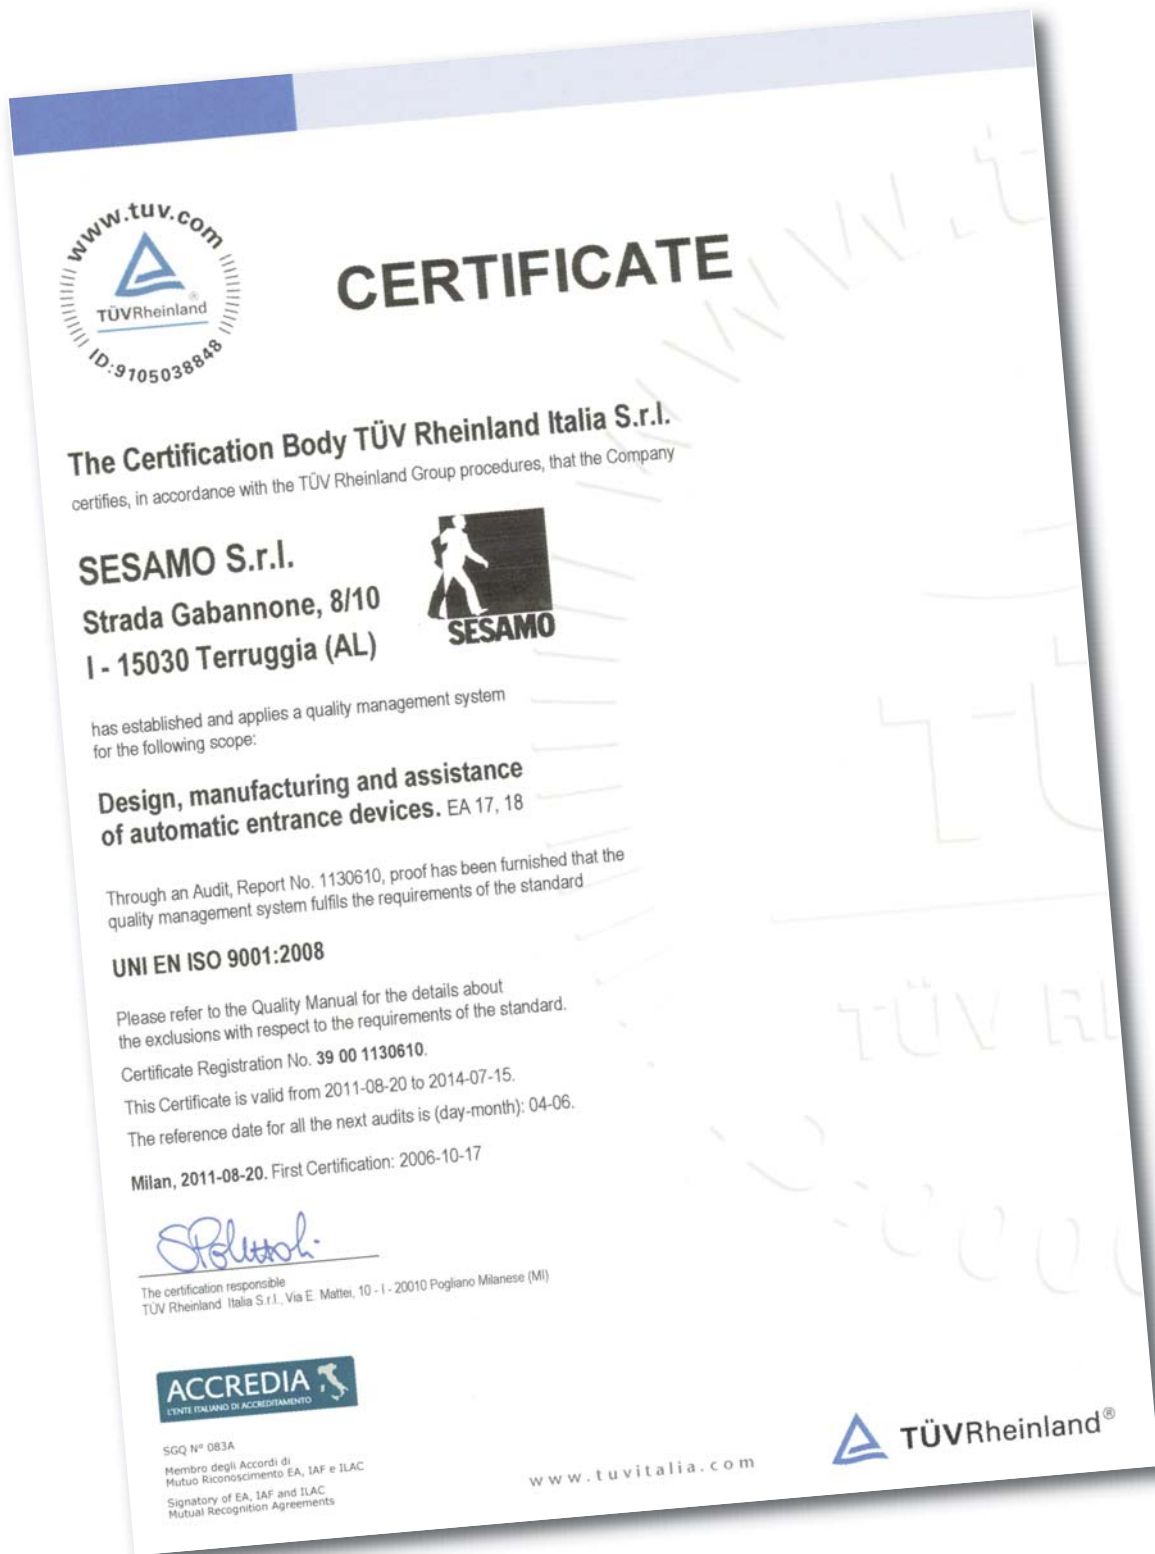 www.tuv.com
TÜVRheinland®
ID:9105038848
CERTIFICATE
The Certification Body TÜV Rheinland Italia S.r.l.
certifies, in accordance with the TÜV Rheinland Group procedures, that the Company
SESAMO S.r.l.
Strada Gabannone, 8/10
I - 15030 Terruggia (AL)
SESAMO
has established and applies a quality management system
for the following scope:
Design, manufacturing and assistance
of automatic entrance devices. EA 17, 18
Through an Audit, Report No. 1130610, proof has been furnished that the
quality management system fulfils the requirements of the standard
UNI EN ISO 9001:2008
Please refer to the Quality Manual for the details about
the exclusions with respect to the requirements of the standard.
Certificate Registration No. 39 00 1130610.
This Certificate is valid from 2011-08-20 to 2014-07-15.
The reference date for all the next audits is (day-month): 04-06.
Milan, 2011-08-20. First Certification: 2006-10-17
The certification responsible
TÜV Rheinland Italia S.r.l., Via E. Mattei, 10 - I - 20010 Pogliano Milanese (MI)
ACCREDIA
L'ENTE ITALIANO DI ACCREDITAMENTO
SGQ N° 083A
Membro degli Accordi di
Mutuo Riconoscimento EA, IAF e ILAC
Signatory of EA, IAF and ILAC
Mutual Recognition Agreements
www.tuvitalia.com
TÜVRheinland®